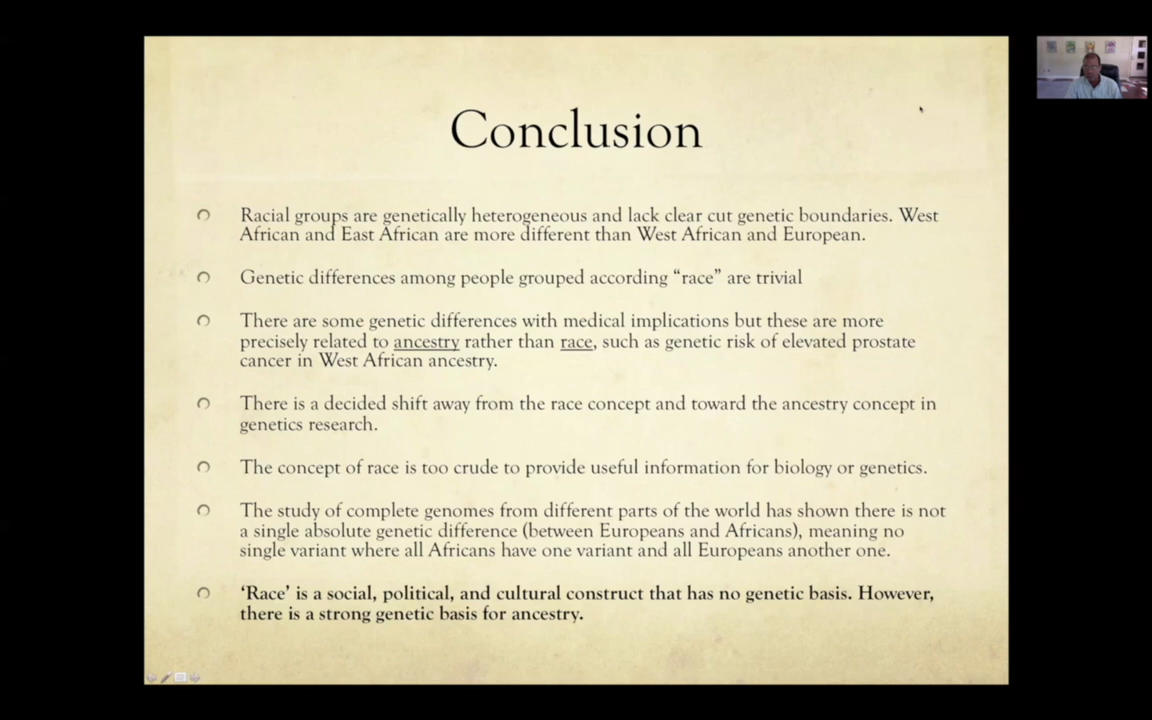 Conclusion
Racial groups are genetically heterogeneous and lack clear cut genetic boundaries. West
African and East African are more different than West African and European.
Genetic differences among people grouped according “race” are trivial
There are some genetic differences with medical implications but these are more
precisely related to ancestry rather than race, such as genetic risk of elevated prostate
cancer in West African ancestry.
There is a decided shift away from the race concept and toward the ancestry concept in
genetics research.
The concept of race is too crude to provide useful information for biology or genetics.
The study of complete genomes from different parts of the world has shown there is not
a single absolute genetic difference (between Europeans and Africans), meaning no
single variant where all Africans have one variant and all Europeans another one.
‘Race’ is a social, political, and cultural construct that has no genetic basis. However,
there is a strong genetic basis for ancestry.